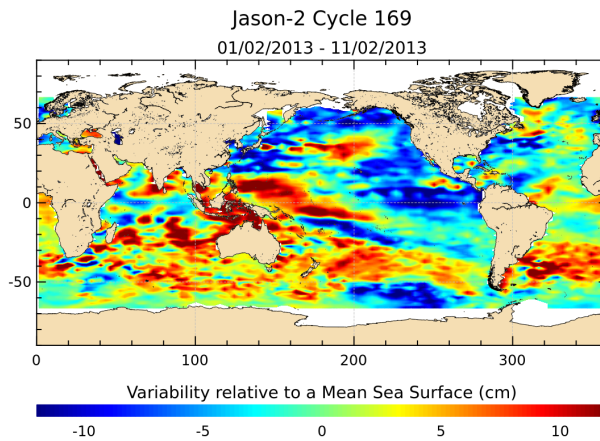 Jason-2 Cycle 169
01/02/2013 - 11/02/2013
50
0
-50
0 100 200 300
Variability relative to a Mean Sea Surface (cm)
-10 -5 0 5 10